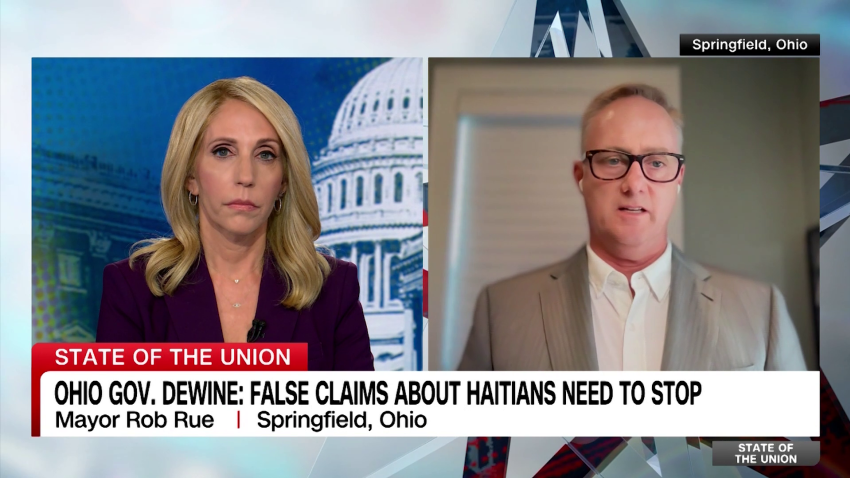 Springfield, Ohio
STATE OF THE UNION
OHIO GOV. DEWINE: FALSE CLAIMS ABOUT HAITIANS NEED TO STOP
Mayor Rob Rue | Springfield, Ohio
STATE OF
THE UNION